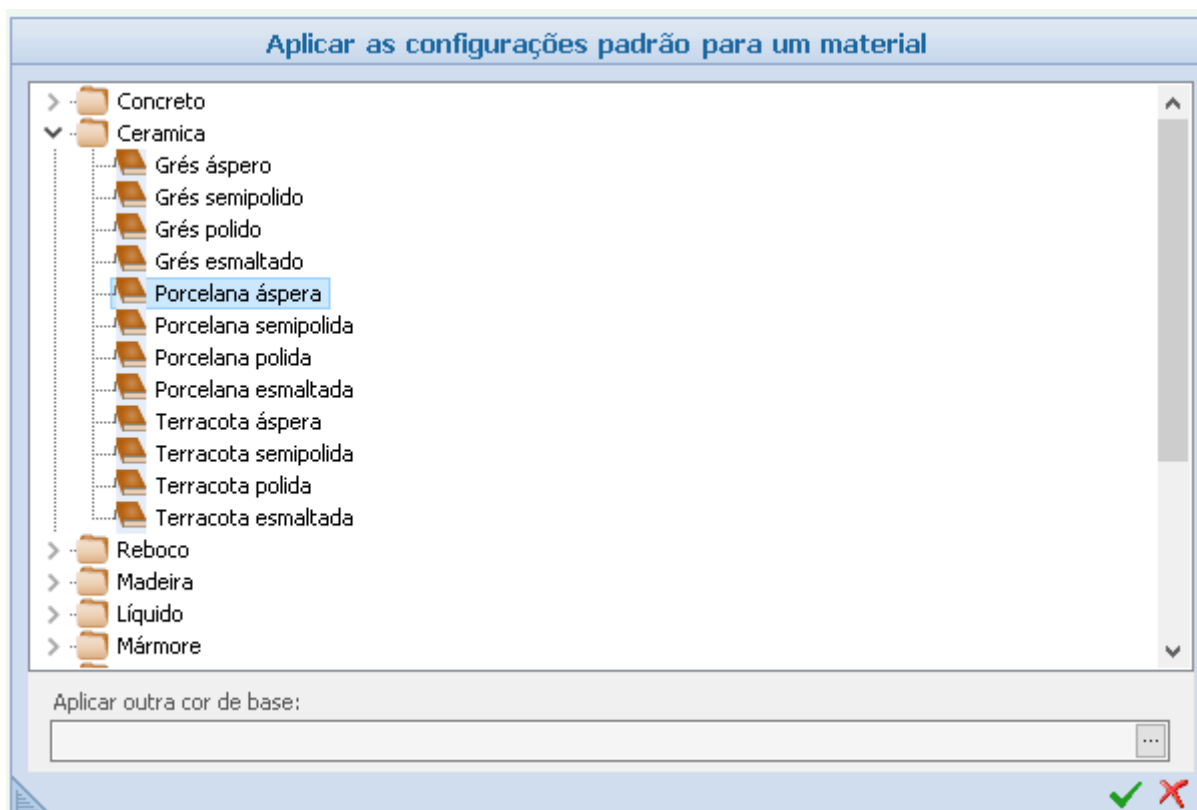 Aplicar as configurações padrão para um material
Concreto
Ceramica
Grés áspero
Grés semipolido
Grés polido
Grés esmaltado
Porcelana áspera
Porcelana semipolida
Porcelana polida
Porcelana esmaltada
Terracota áspera
Terracota semipolida
Terracota polida
Terracota esmaltada
Reboco
Madeira
Líquido
Mármore
Aplicar outra cor de base:
...